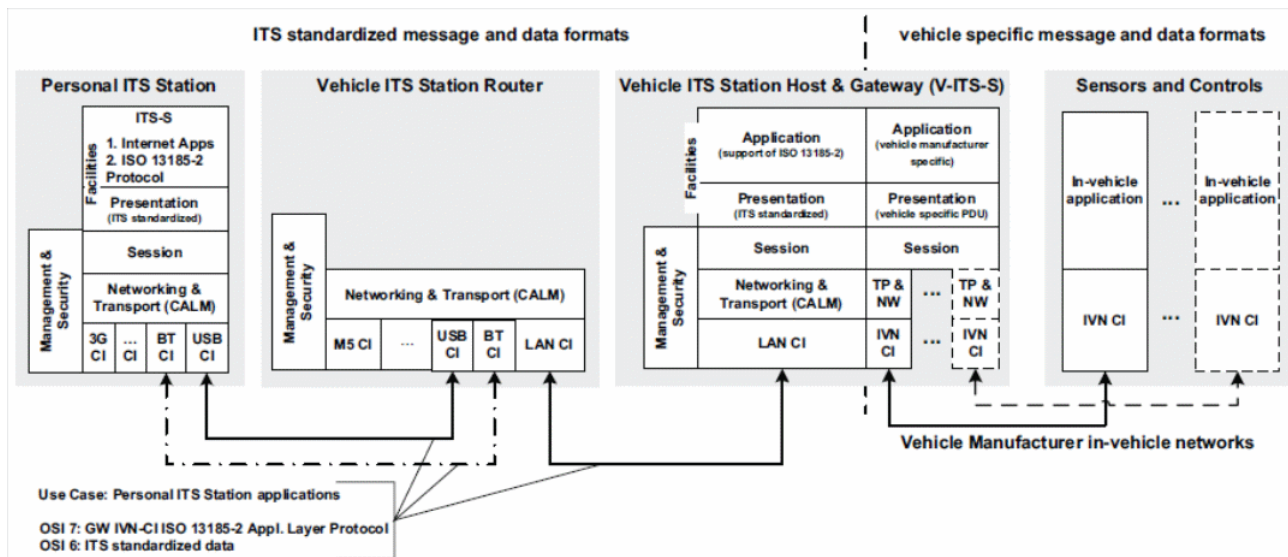 ITS standardized message and data formats
vehicle specific message and data formats
Personal ITS Station
ITS-S
1. Internet Apps
2. ISO 13185-2
Protocol
Facilities
Presentation
(ITS standardized)
Session
Management &
Security
Networking &
Transport (CALM)
3G
CI
...
CI
BT
CI
USB
CI
Vehicle ITS Station Router
Management &
Security
Networking & Transport (CALM)
M5 CI
...
USB
CI
BT
CI
LAN CI
Vehicle ITS Station Host & Gateway (V-ITS-S)
Facilities
Application
(support of ISO 13185-2)
Application
(vehicle manufacturer
specific)
Presentation
(ITS standardized)
Presentation
(vehicle specific PDU)
Session
Session
Management &
Security
Networking &
Transport (CALM)
TP &
NW
...
TP &
NW
LAN CI
IVN
CI
...
IVN
CI
Sensors and Controls
In-vehicle
application
...
In-vehicle
application
IVN CI
...
IVN CI
Vehicle Manufacturer in-vehicle networks
Use Case: Personal ITS Station applications
OSI 7: GW IVN-CI ISO 13185-2 Appl. Layer Protocol
OSI 6: ITS standardized data